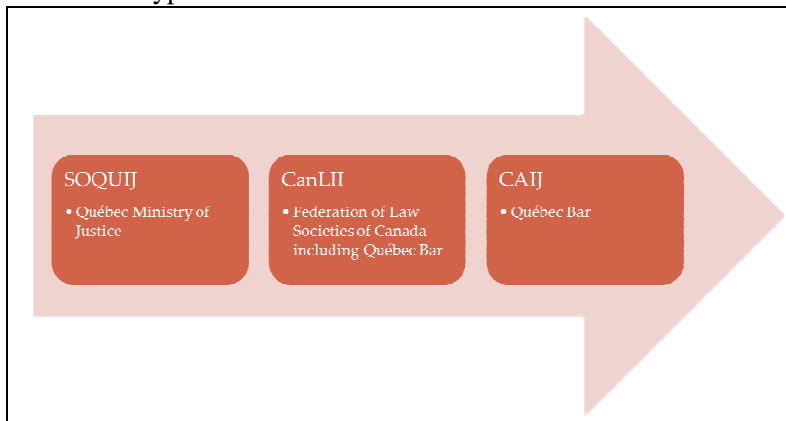 SOQUIJ
• Québec Ministry of
Justice
CanLII
• Federation of Law
Societies of Canada
including Québec Bar
CAIJ
• Québec Bar